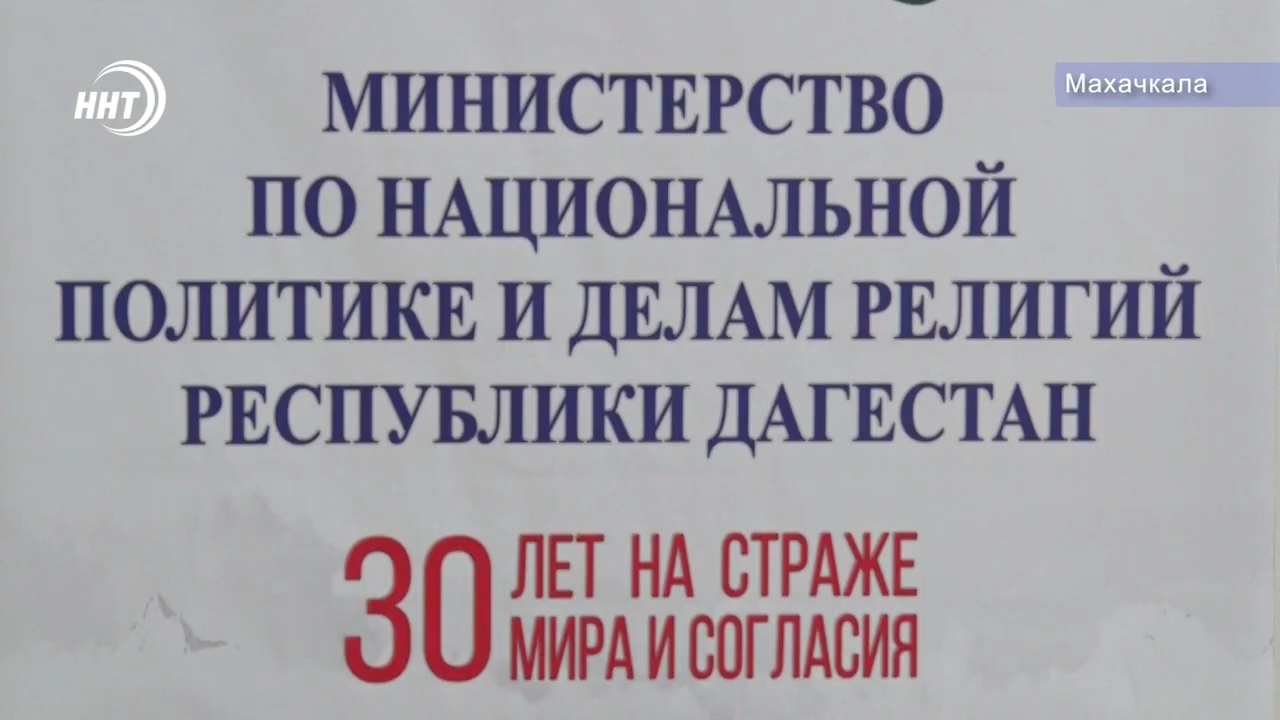 ННТ
Махачкала
МИНИСТЕРСТВО
ПО НАЦИОНАЛЬНОЙ
ПОЛИТИКЕ И ДЕЛАМ РЕЛИГИЙ
РЕСПУБЛИКИ ДАГЕСТАН
30 ЛЕТ НА СТРАЖЕ
МИРА И СОГЛАСИЯ